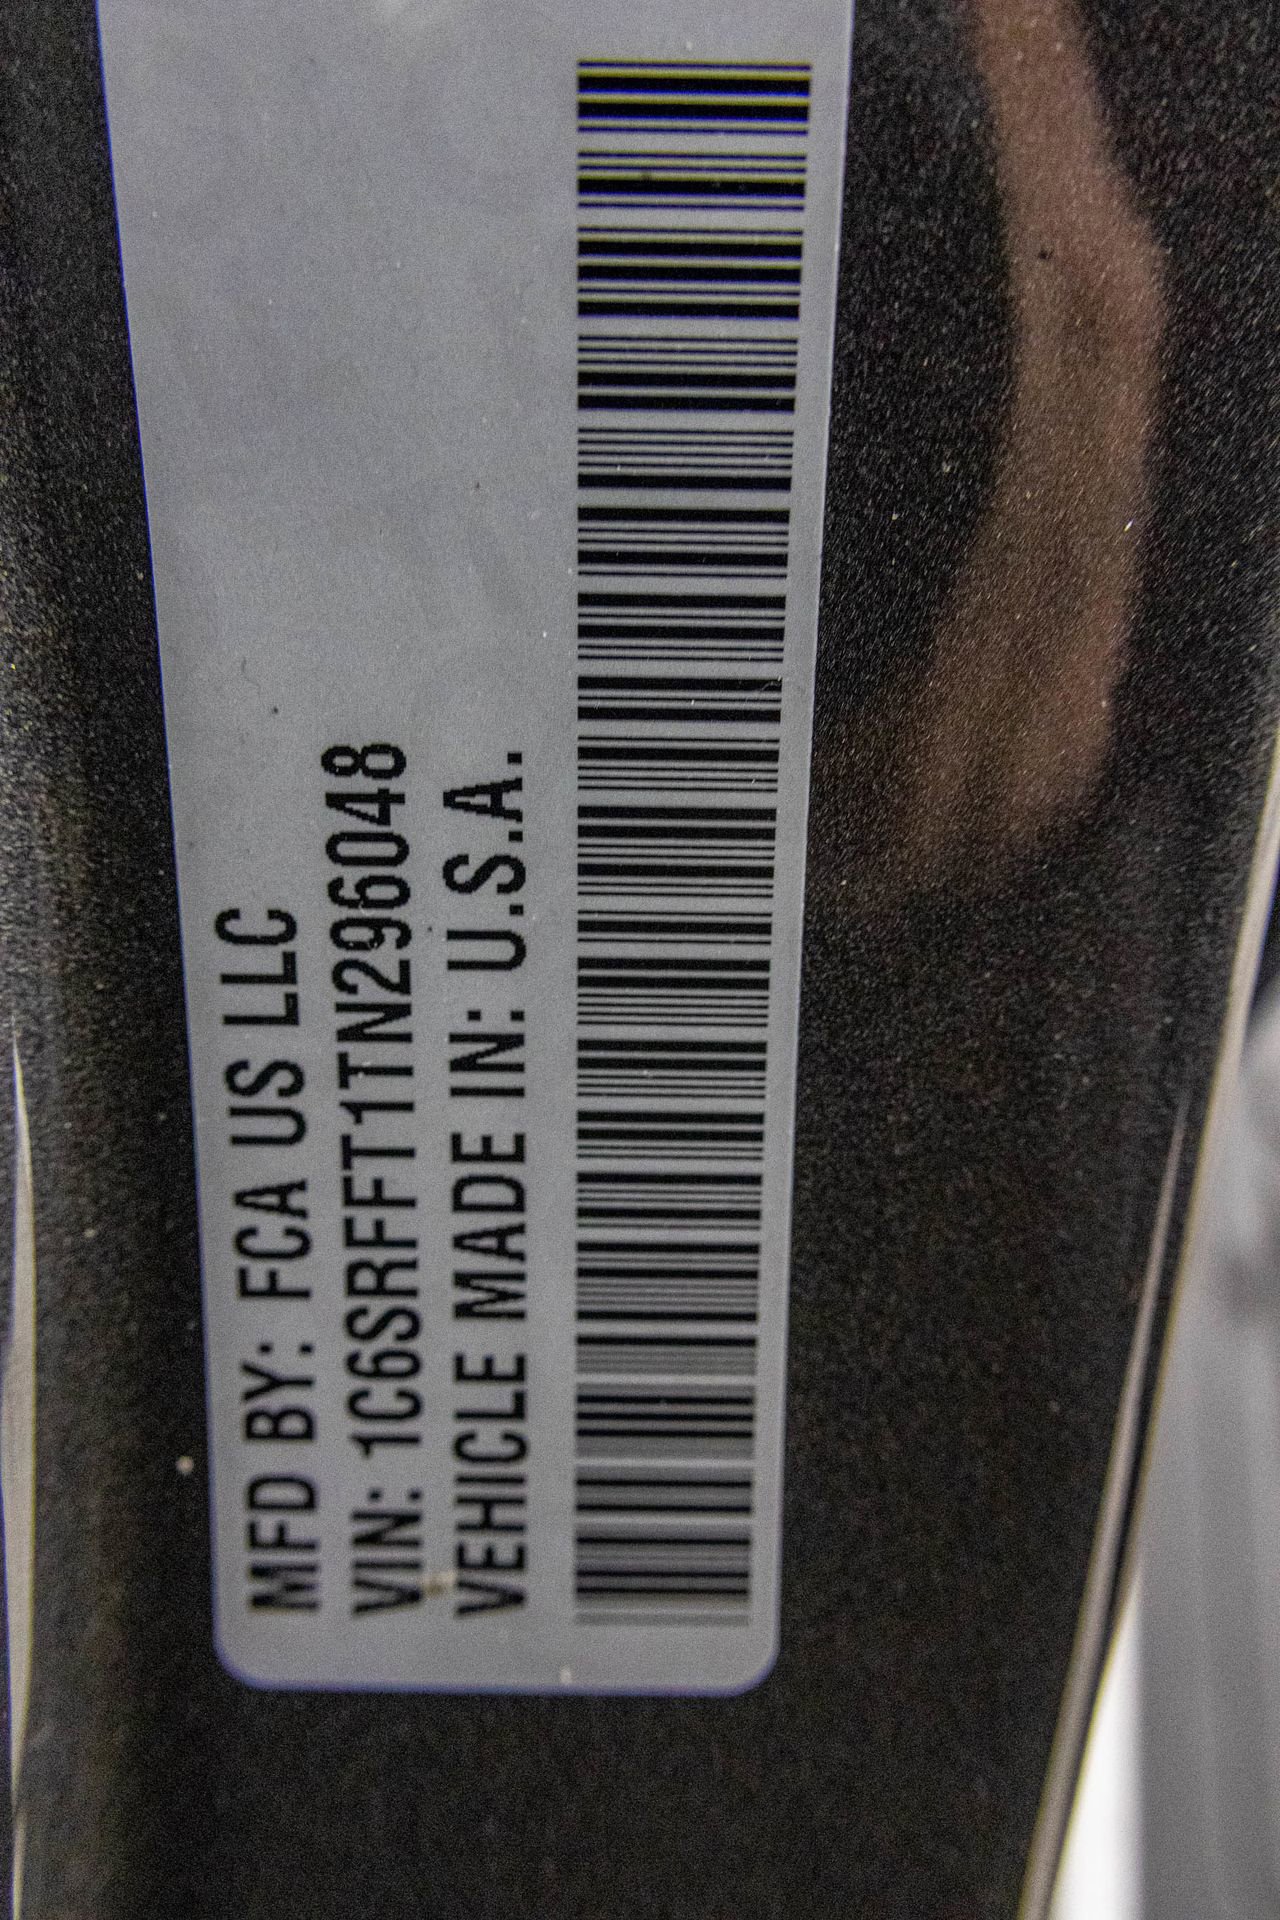 MFD BY: FCA US LLC
VIN: 1C6SRFFT1TN296048
VEHICLE MADE IN: U.S.A.